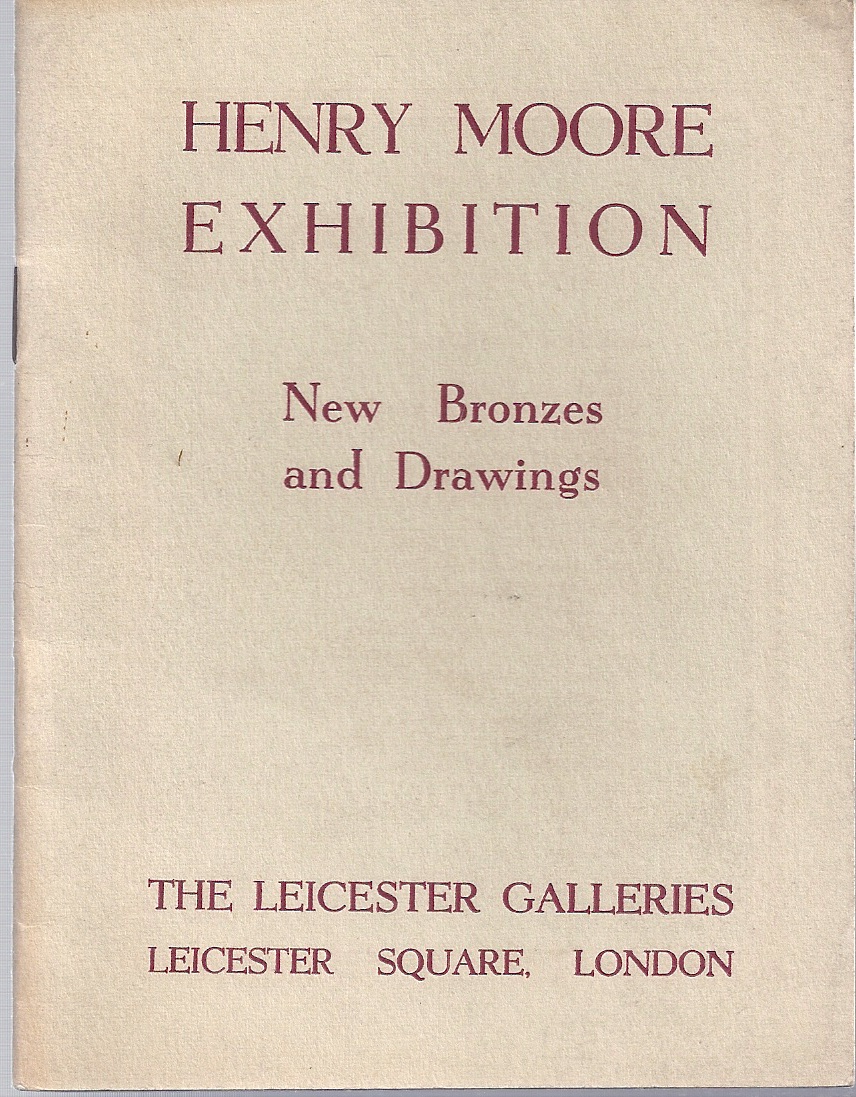 HENRY MOORE
EXHIBITION
New Bronzes
and Drawings
THE LEICESTER GALLERIES
LEICESTER SQUARE, LONDON